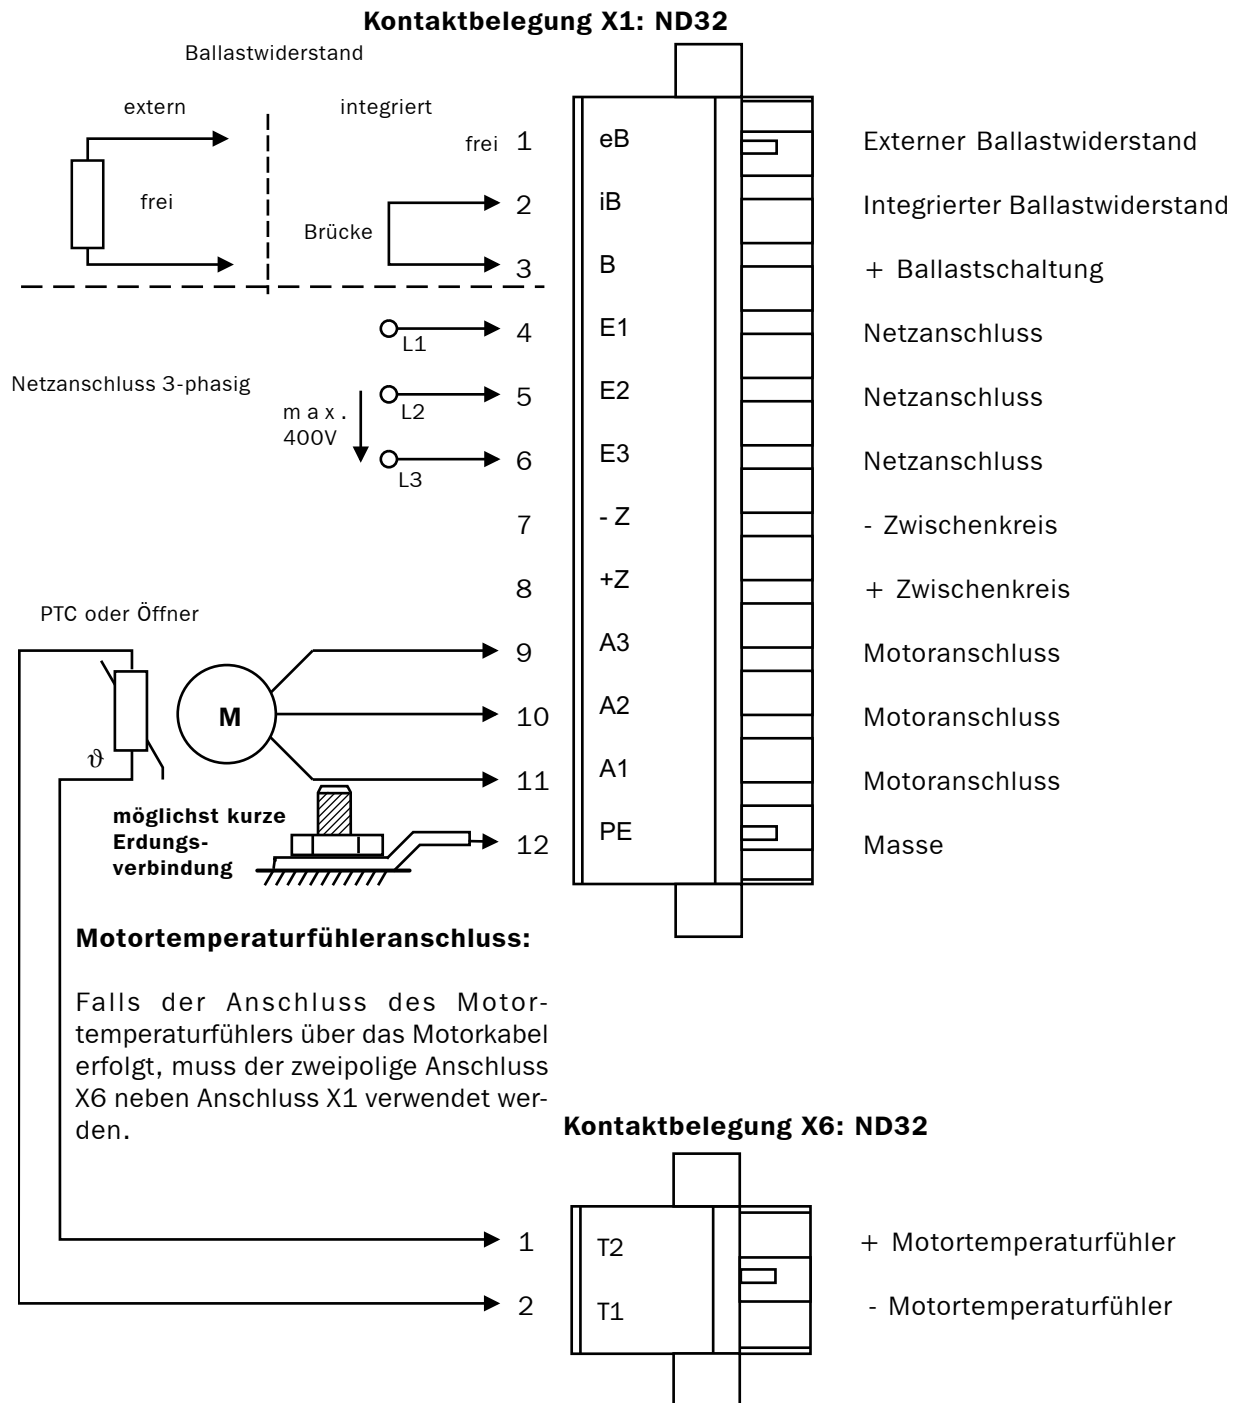 Kontaktbelegung X1: ND32
Ballastwiderstand
extern
integriert
frei 1 eB Externer Ballastwiderstand
frei
2 iB Integrierter Ballastwiderstand
Brücke
3 B + Ballastschaltung
4 E1 Netzanschluss
L1
Netzanschluss 3-phasig
5 E2 Netzanschluss
max.
400V
L2
6 E3 Netzanschluss
L3
7 - Z - Zwischenkreis
8 +Z + Zwischenkreis
PTC oder Öffner
9 A3 Motoranschluss
M
10 A2 Motoranschluss
ϑ
11 A1 Motoranschluss
möglichst kurze
Erdungs-
verbindung
12 PE Masse
Motortemperaturfühleranschluss:
Falls der Anschluss des Motor-
temperaturfühlers über das Motorkabel
erfolgt, muss der zweipolige Anschluss
X6 neben Anschluss X1 verwendet wer-
den.
Kontaktbelegung X6: ND32
1 T2 + Motortemperaturfühler
2 T1 - Motortemperaturfühler